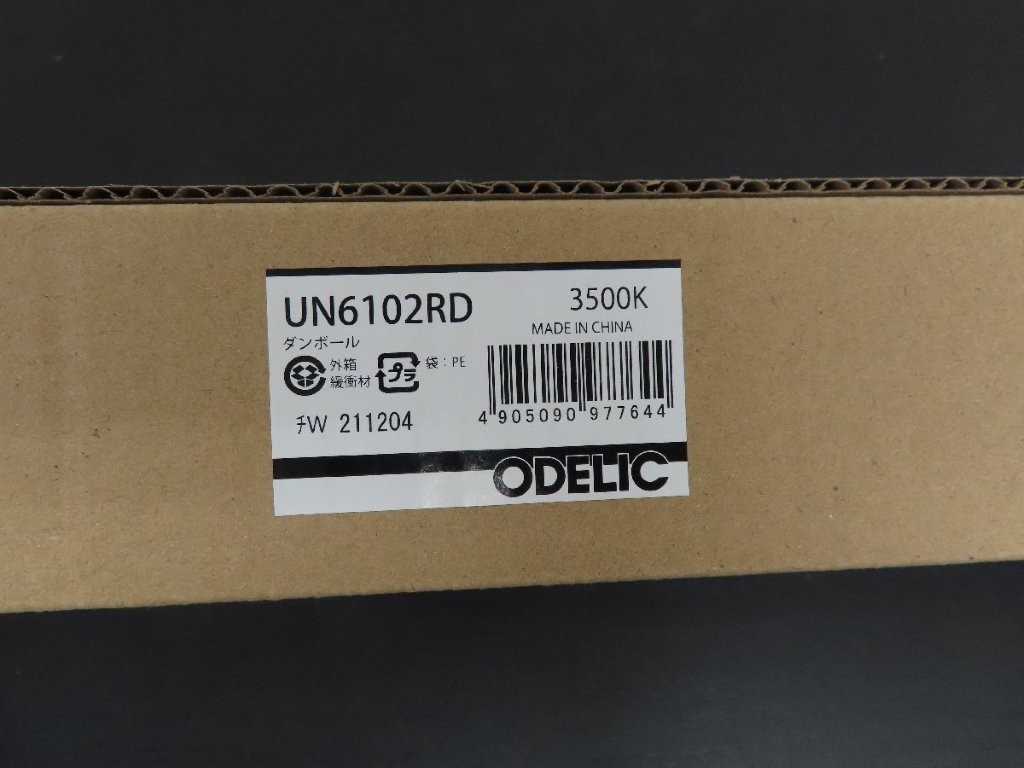 UN6102RD
3500K
MADE IN CHINA
ダンボール
外箱
緩衝材
プラ
袋：PE
4 905090 977644
ﾁW 211204
ODELIC